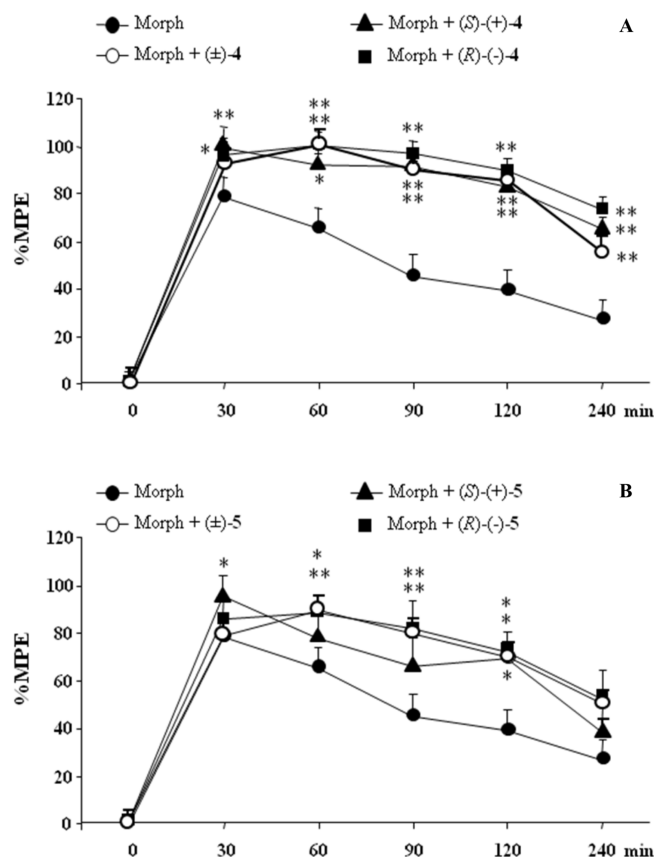 Morph
Morph + (S)-(+)-4
A
Morph + (±)-4
Morph + (R)-(-)-4
120
100
80
60
40
20
0
%MPE
** ** ** ** **
* ** *
** **
** **
**
**
**
0 30 60 90 120 240 min
Morph
Morph + (S)-(+)-5
B
Morph + (±)-5
Morph + (R)-(-)-5
120
100
80
60
40
20
0
%MPE
* * ** *
** ** *
*
0 30 60 90 120 240 min